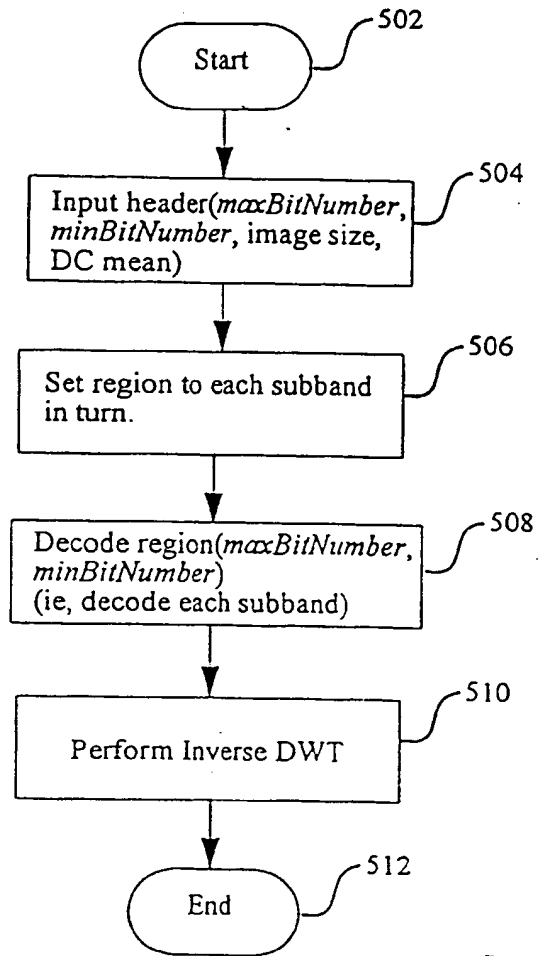 502
Start
504
Input header(maxBitNumber,
minBitNumber, image size,
DC mean)
506
Set region to each subband
in turn.
508
Decode region(maxBitNumber,
minBitNumber)
(ie, decode each subband)
510
Perform Inverse DWT
512
End